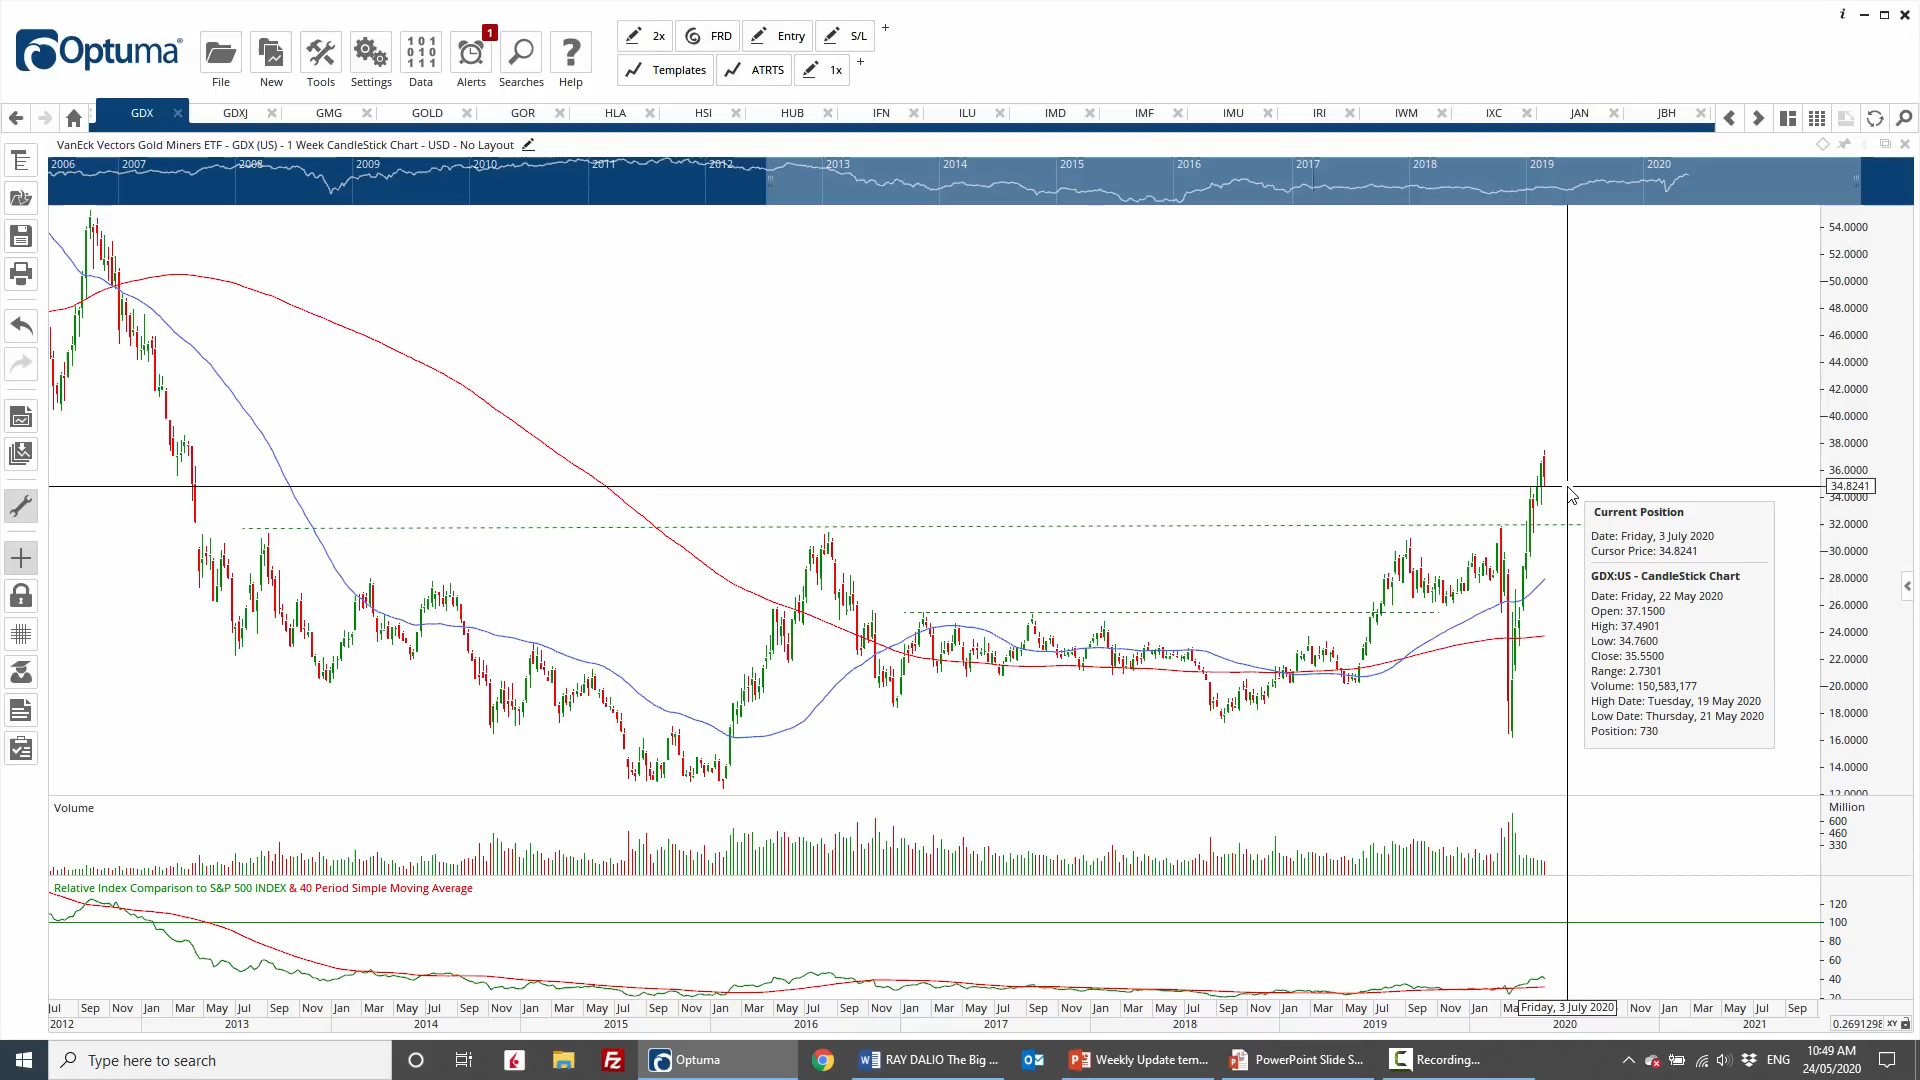 Optuma
File
New
Tools
Settings
101 010 011 111
Data
1
Alerts
Searches
? Help
2x
FRD
Entry
S/L
+
Templates
ATRTS
1x
+
i
GDX
GDXJ
GMG
GOLD
GOR
HLA
HSI
HUB
IFN
ILU
IMD
IMF
IMU
IRI
IWM
IXC
JAN
JBH
VanEck Vectors Gold Miners ETF - GDX (US) - 1 Week CandleStick Chart - USD - No Layout
2006 2007 2008 2009 2010 2011 2012 2013 2014 2015 2016 2017 2018 2019 2020
54.0000
52.0000
50.0000
48.0000
46.0000
44.0000
42.0000
40.0000
38.0000
36.0000
34.8241
34.0000
32.0000
30.0000
28.0000
26.0000
24.0000
22.0000
20.0000
18.0000
16.0000
14.0000
12.0000
Current Position
Date: Friday, 3 July 2020
Cursor Price: 34.8241
GDX:US - CandleStick Chart
Date: Friday, 22 May 2020
Open: 37.1500
High: 37.4901
Low: 34.7600
Close: 35.5500
Range: 2.7301
Volume: 150,583,177
High Date: Tuesday, 19 May 2020
Low Date: Thursday, 21 May 2020
Position: 730
Volume
Million
600
460
330
Relative Index Comparison to S&P 500 INDEX & 40 Period Simple Moving Average
120
100
80
60
40
20
Jul Sep Nov Jan Mar May Jul Sep Nov Jan Mar May Jul Sep Nov Jan Mar May Jul Sep Nov Jan Mar May Jul Sep Nov Jan Mar May Jul Sep Nov Jan Mar May Jul Sep Nov Jan Mar May Jul Sep Nov Jan Ma Friday, 3 July 2020 Nov Jan Mar May Jul Sep
2012 2013 2014 2015 2016 2017 2018 2019 2020 2021
0.2691298 XY
Type here to search
Optuma
RAY DALIO The Big ...
Weekly Update tem...
PowerPoint Slide S...
Recording...
ENG
10:49 AM
24/05/2020